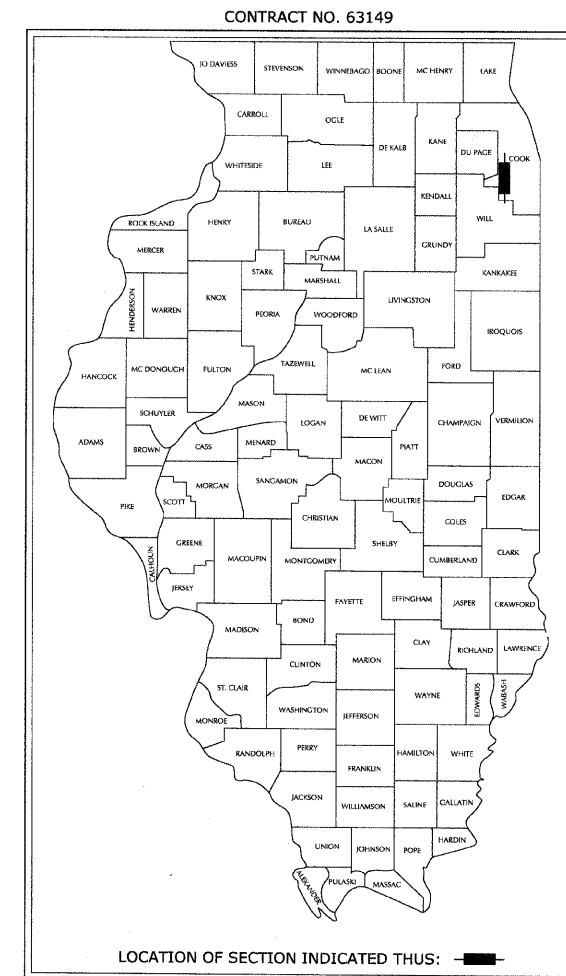 CONTRACT NO. 63149
JO DAVIESS
STEVENSON
WINNEBAGO
BOONE
MC HENRY
LAKE
CARROLL
OGLE
DE KALB
KANE
DU PAGE
COOK
WHITESIDE
LEE
KENDALL
WILL
ROCK ISLAND
HENRY
BUREAU
LA SALLE
GRUNDY
MERCER
PUTNAM
STARK
MARSHALL
KANKAKEE
HENDERSON
WARREN
KNOX
PEORIA
WOODFORD
LIVINGSTON
IROQUOIS
HANCOCK
MC DONOUGH
FULTON
TAZEWELL
MC LEAN
FORD
MASON
SCHUYLER
LOGAN
DE WITT
CHAMPAIGN
VERMILION
ADAMS
BROWN
CASS
MENARD
MACON
PIATT
MORGAN
SANGAMON
DOUGLAS
EDGAR
PIKE
SCOTT
CHRISTIAN
MOULTRIE
COLES
GREENE
MACOUPIN
MONTGOMERY
SHELBY
CUMBERLAND
CLARK
CALHOUN
JERSEY
FAYETTE
EFFINGHAM
JASPER
CRAWFORD
MADISON
BOND
CLAY
RICHLAND
LAWRENCE
CLINTON
MARION
ST. CLAIR
WAYNE
EDWARDS
WABASH
MONROE
WASHINGTON
JEFFERSON
RANDOLPH
PERRY
HAMILTON
WHITE
FRANKLIN
JACKSON
WILLIAMSON
SALINE
GALLATIN
UNION
JOHNSON
POPE
HARDIN
ALEXANDER
PULASKI
MASSAC
LOCATION OF SECTION INDICATED THUS: